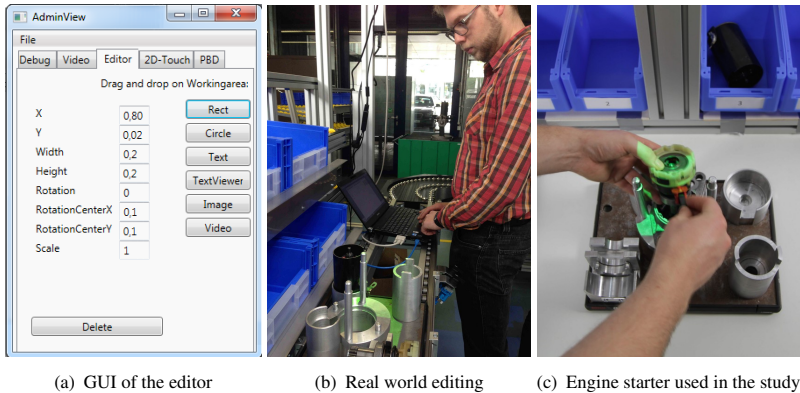 AdminView
File
Debug Video Editor 2D-Touch PBD
Drag and drop on Workingarea:
X 0,80 Rect
Y 0,02 Circle
Width 0,2 Text
Height 0,2 TextViewer
Rotation 0 Image
RotationCenterX 0,1 Video
RotationCenterY 0,1
Scale 1
Delete
2
3
(a) GUI of the editor
(b) Real world editing
(c) Engine starter used in the study